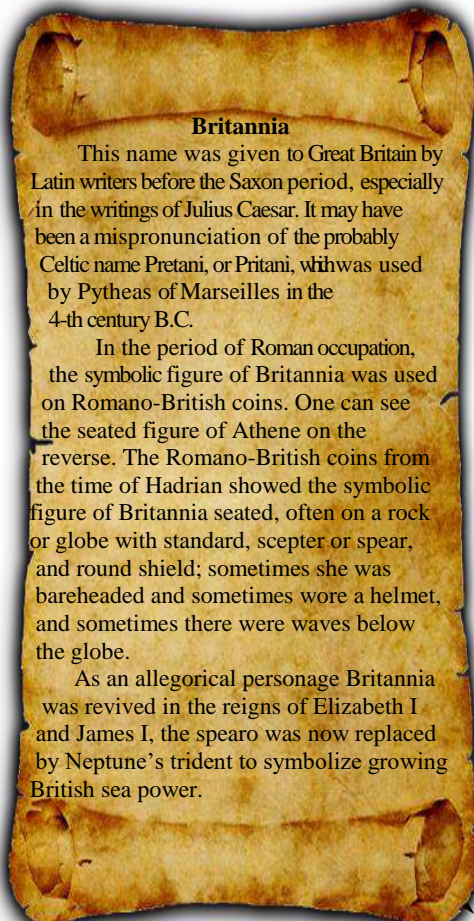 Britannia
This name was given to Great Britain by
Latin writers before the Saxon period, especially
in the writings of Julius Caesar. It may have
been a mispronunciation of the probably
Celtic name Pretani, or Pritani, whihwas used
by Pytheas of Marseilles in the
4-th century B.C.
In the period of Roman occupation,
the symbolic figure of Britannia was used
on Romano-British coins. One can see
the seated figure of Athene on the
reverse. The Romano-British coins from
the time of Hadrian showed the symbolic
figure of Britannia seated, often on a rock
or globe with standard, scepter or spear,
and round shield; sometimes she was
bareheaded and sometimes wore a helmet,
and sometimes there were waves below
the globe.
As an allegorical personage Britannia
was revived in the reigns of Elizabeth I
and James I, the spearo was now replaced
by Neptune’s trident to symbolize growing
British sea power.